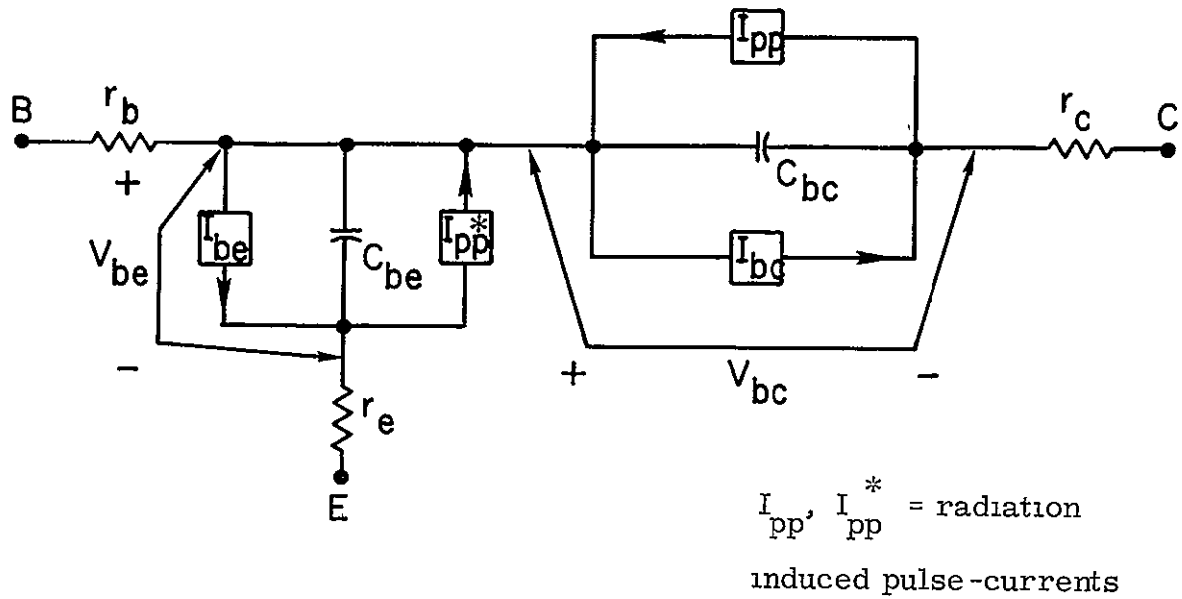 I_pp
B
r_b
r_c
C
C_bc
+
I_be
I_pp*
V_be
C_be
I_bc
-
+
V_bc
-
r_e
E
I_pp, I_pp* = radiation
induced pulse-currents